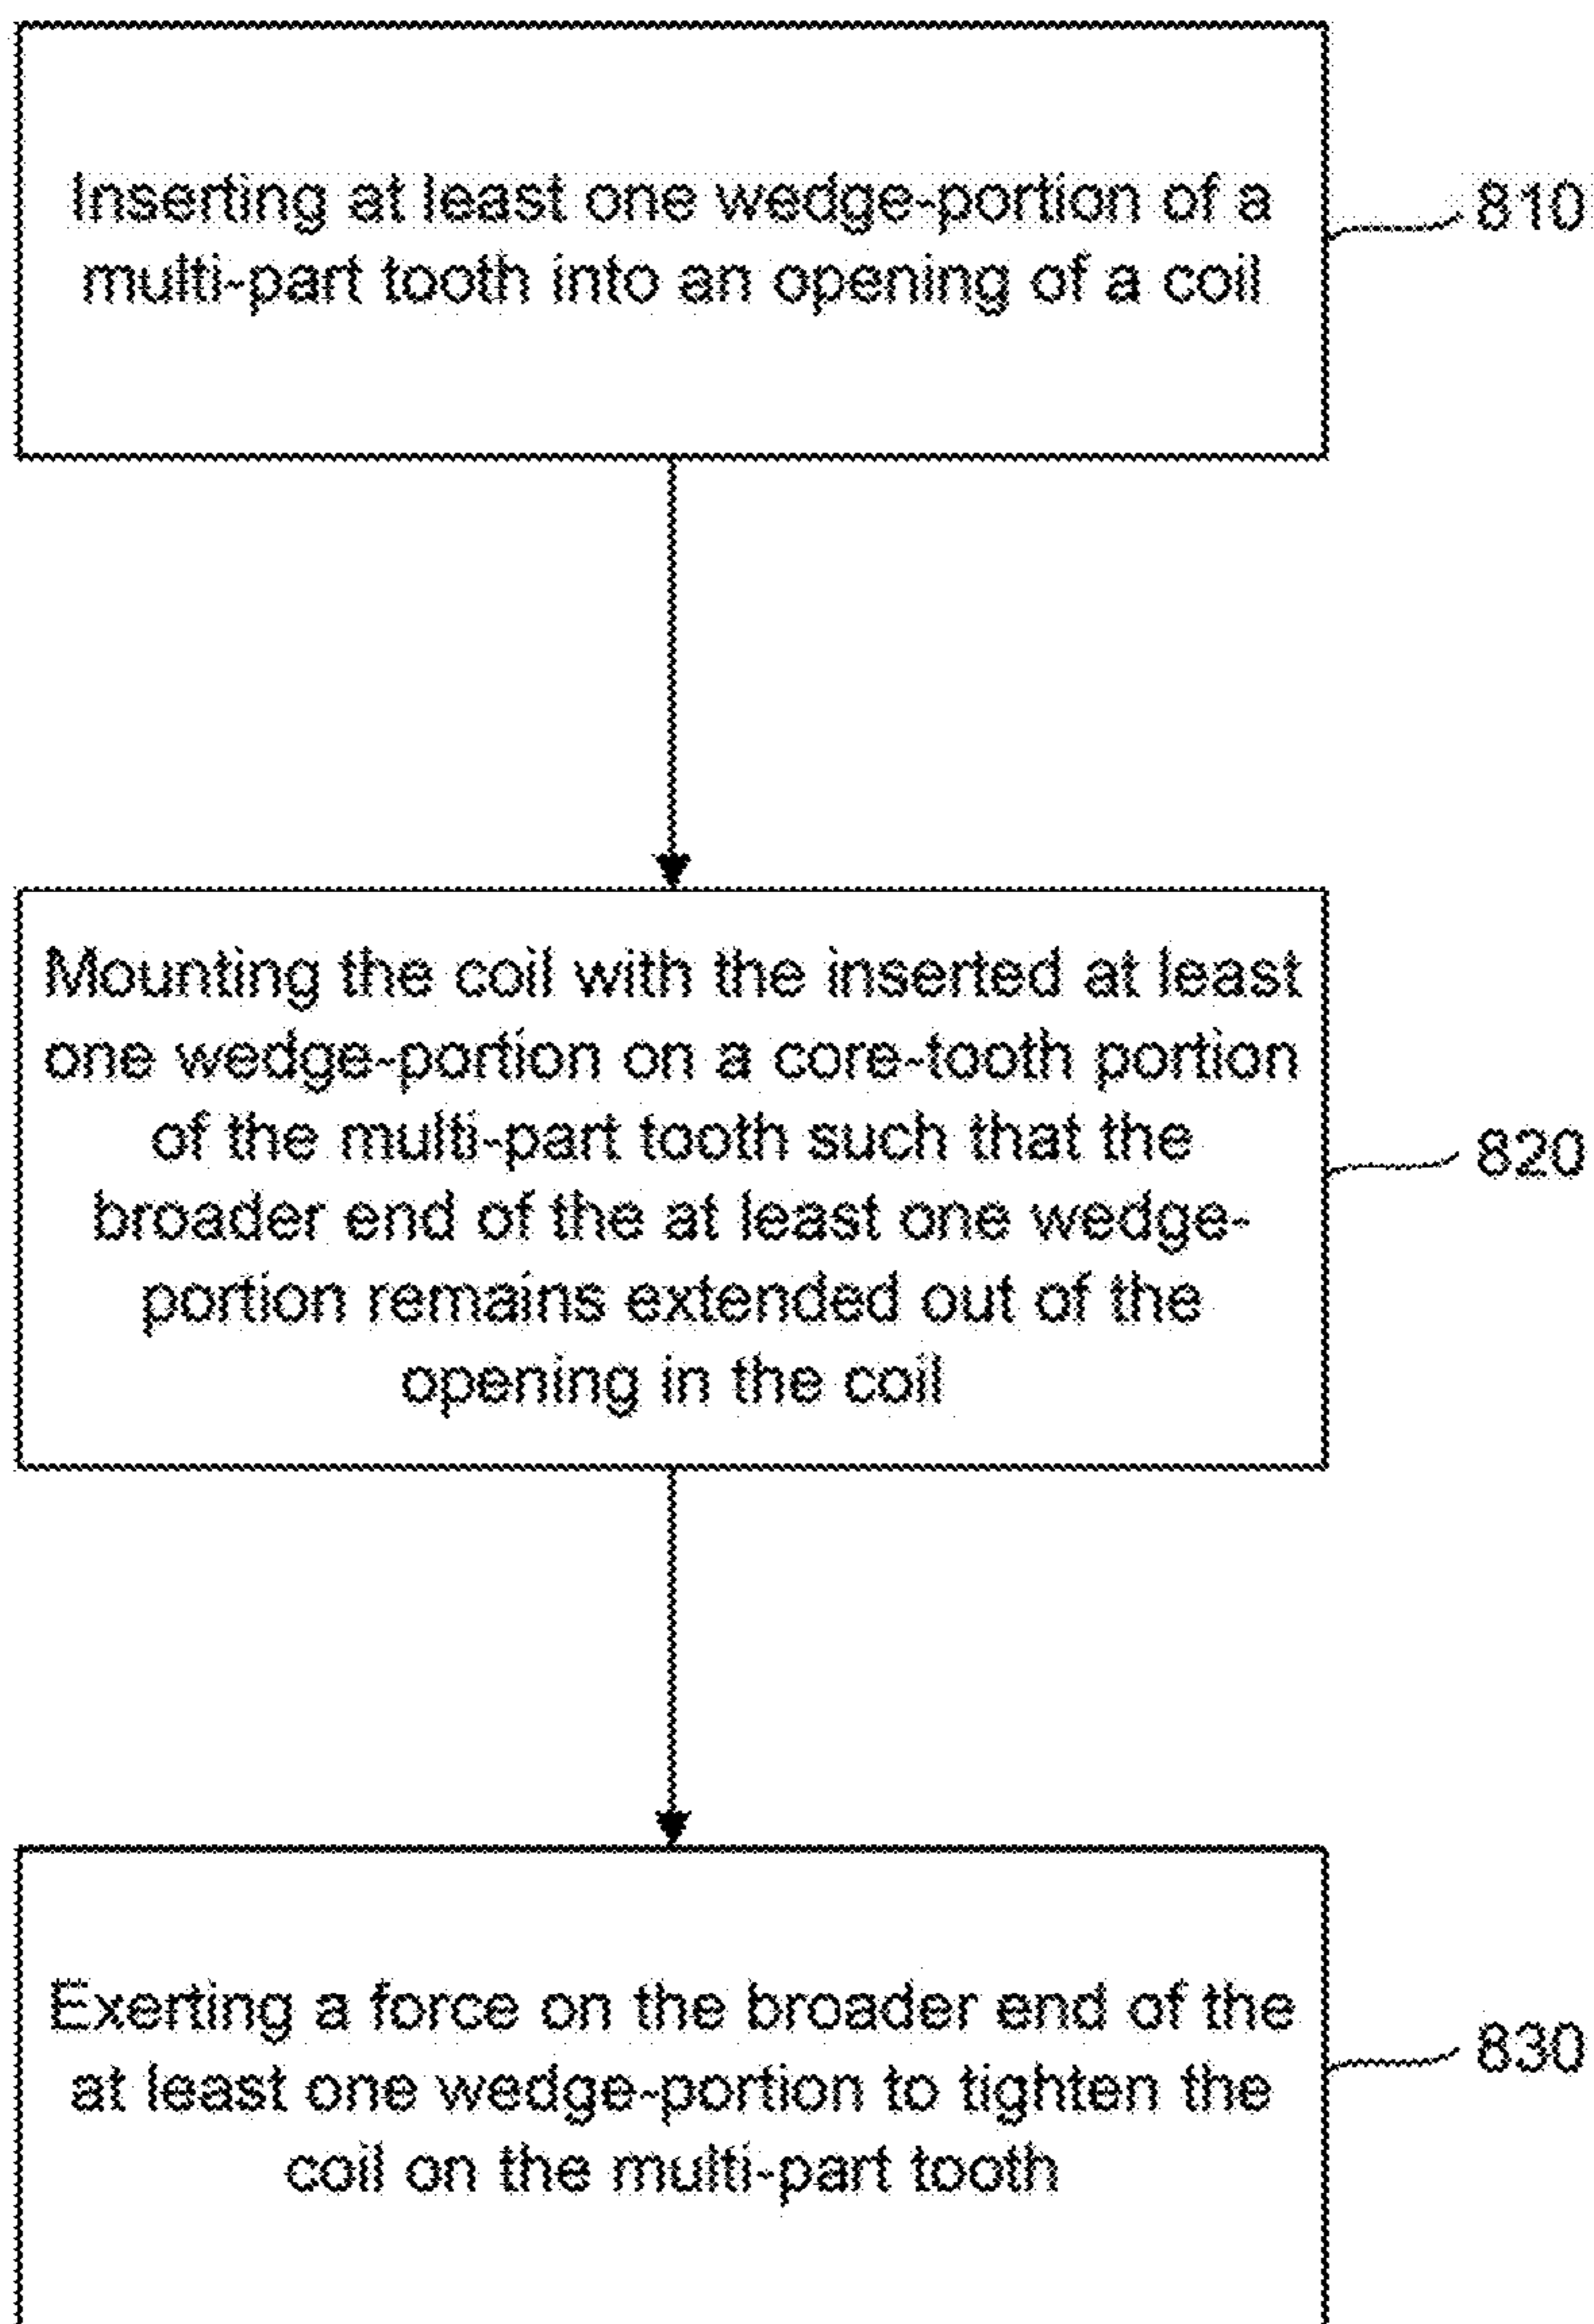 Inserting at least one wedge-portion of a
multi-part tooth into an opening of a coil
810
Mounting the coil with the inserted at least
one wedge-portion on a core-tooth portion
of the multi-part tooth such that the
broader end of the at least one wedge-
portion remains extended out of the
opening in the coil
820
Exerting a force on the broader end of the
at least one wedge-portion to tighten the
coil on the multi-part tooth
830